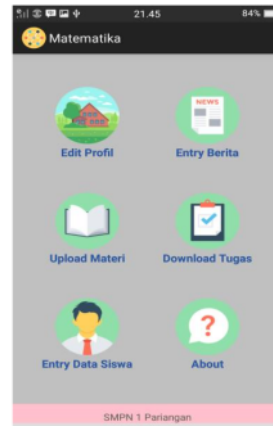 21.45
84%
Matematika
NEWS
Edit Profil
Entry Berita
Upload Materi
Download Tugas
?
Entry Data Siswa
About
SMPN 1 Pariangan